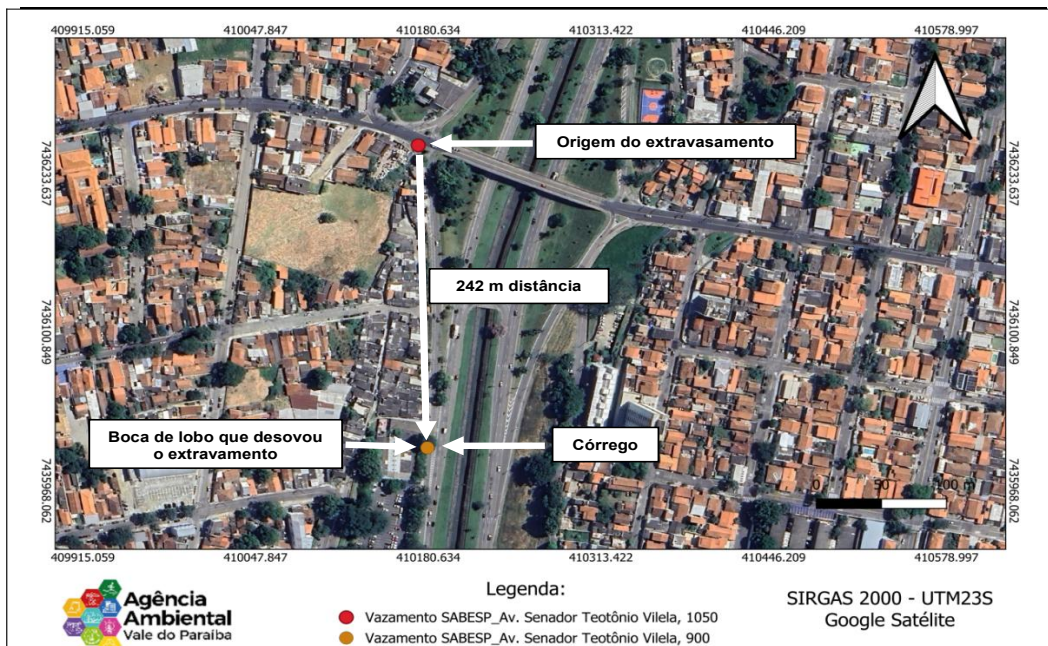 409915.059 410047.847 410180.634 410313.422 410446.209 410578.997
7436233.637
7436233.637
Origem do extravasamento
242 m distância
7436100.849
7436100.849
Boca de lobo que desovou
o extravamento
Córrego
7435968.062
7435968.062
0 50 100 m
409915.059 410047.847 410180.634 410313.422 410446.209 410578.997
Agência
Ambiental
Vale do Paraíba
Legenda:
Vazamento SABESP_Av. Senador Teotônio Vilela, 1050
Vazamento SABESP_Av. Senador Teotônio Vilela, 900
SIRGAS 2000 - UTM23S
Google Satélite